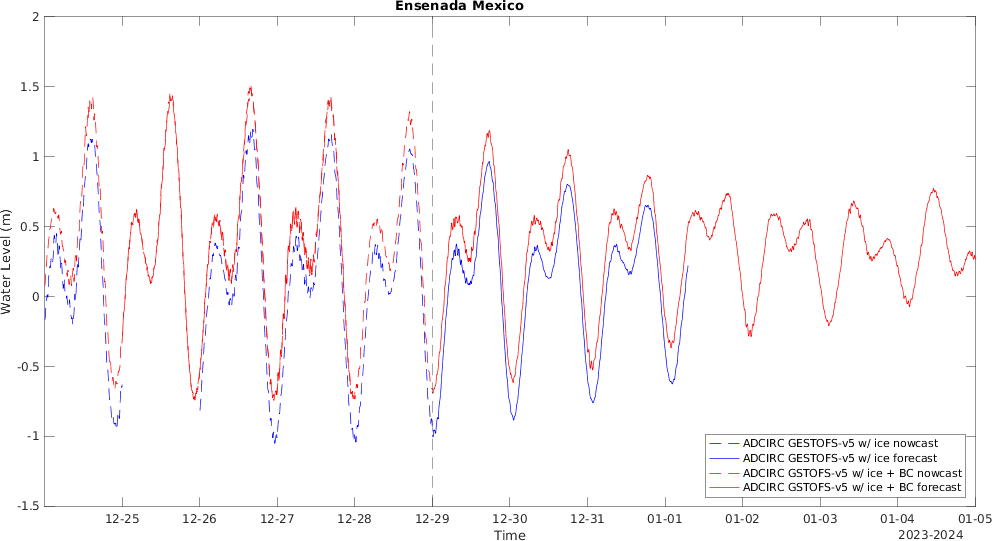 Ensenada Mexico
2
1.5
1
0.5
0
-0.5
-1
-1.5
Water Level (m)
12-25 12-26 12-27 12-28 12-29 12-30 12-31 01-01 01-02 01-03 01-04 01-05
Time
2023-2024
ADCIRC GESTOFS-v5 w/ ice nowcast
ADCIRC GESTOFS-v5 w/ ice forecast
ADCIRC GSTOFS-v5 w/ ice + BC nowcast
ADCIRC GSTOFS-v5 w/ ice + BC forecast